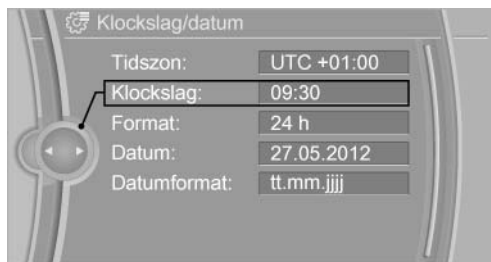 Klockslag/datum
Tidszon: UTC +01:00
Klockslag: 09:30
Format: 24 h
Datum: 27.05.2012
Datumformat: tt.mm.jjjj